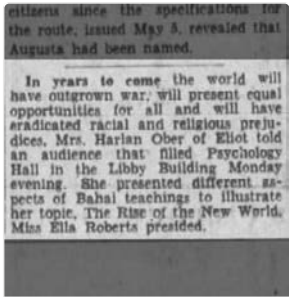 citizens since the specifications for
the route, issued May 5, revealed that
Augusta had been named.
In years to come the world will
have outgrown war, will present equal
opportunities for all and will have
eradicated racial and religious preju-
dices, Mrs. Harlan Ober of Eliot told
an audience that filled Psychology
Hall in the Libby Building Monday
evening. She presented different as-
pects of Bahai teachings to illustrate
her topic, The Rise of the New World.
Miss Ella Roberts presided.